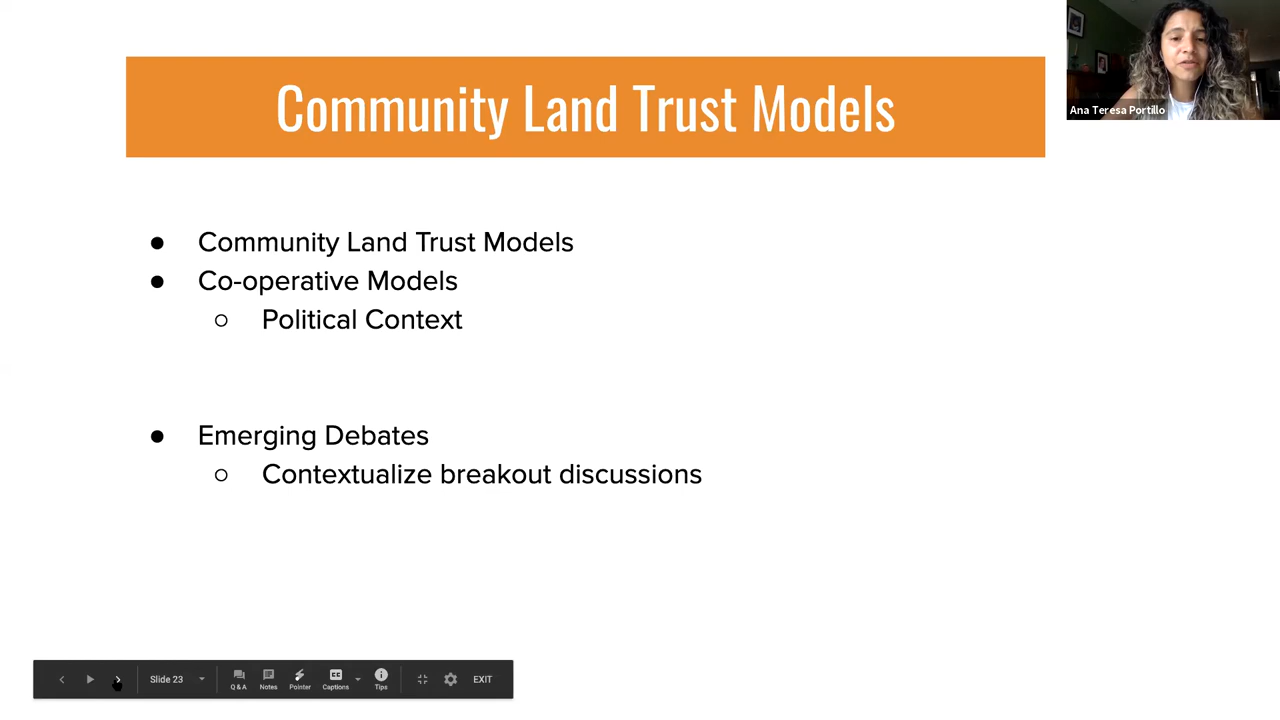 Community Land Trust Models
Ana Teresa Portillo
● Community Land Trust Models
● Co-operative Models
○ Political Context
● Emerging Debates
○ Contextualize breakout discussions
Slide 23
Q & A
Notes
Pointer
CC
Captions
Tips
EXIT